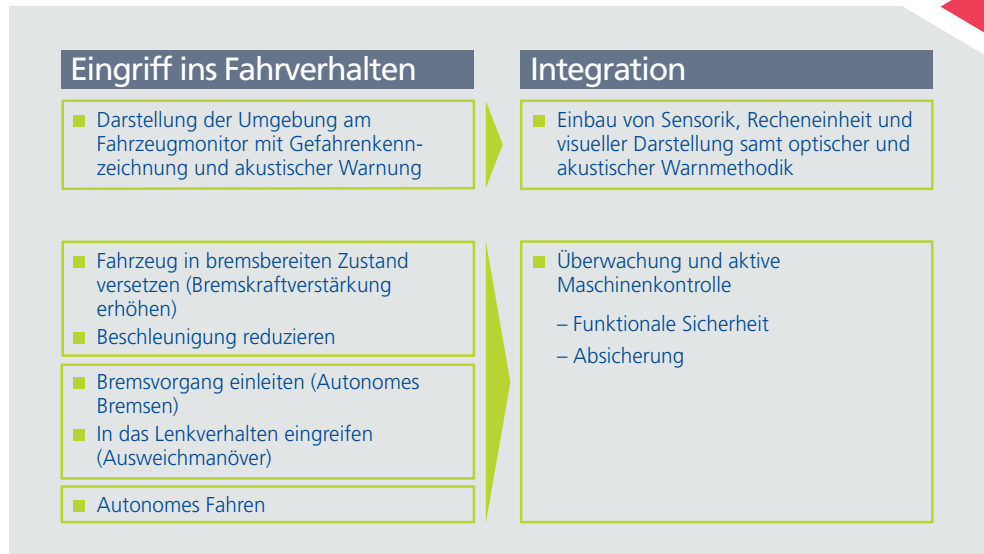 Eingriff ins Fahrverhalten
Darstellung der Umgebung am
Fahrzeugmonitor mit Gefahrenkenn-
zeichnung und akustischer Warnung
Fahrzeug in bremsbereiten Zustand
versetzen (Bremskraftverstärkung
erhöhen)
Beschleunigung reduzieren
Bremsvorgang einleiten (Autonomes
Bremsen)
In das Lenkverhalten eingreifen
(Ausweichmanöver)
Autonomes Fahren
Integration
Einbau von Sensorik, Recheneinheit und
visueller Darstellung samt optischer und
akustischer Warnmethodik
Überwachung und aktive
Maschinenkontrolle
– Funktionale Sicherheit
– Absicherung